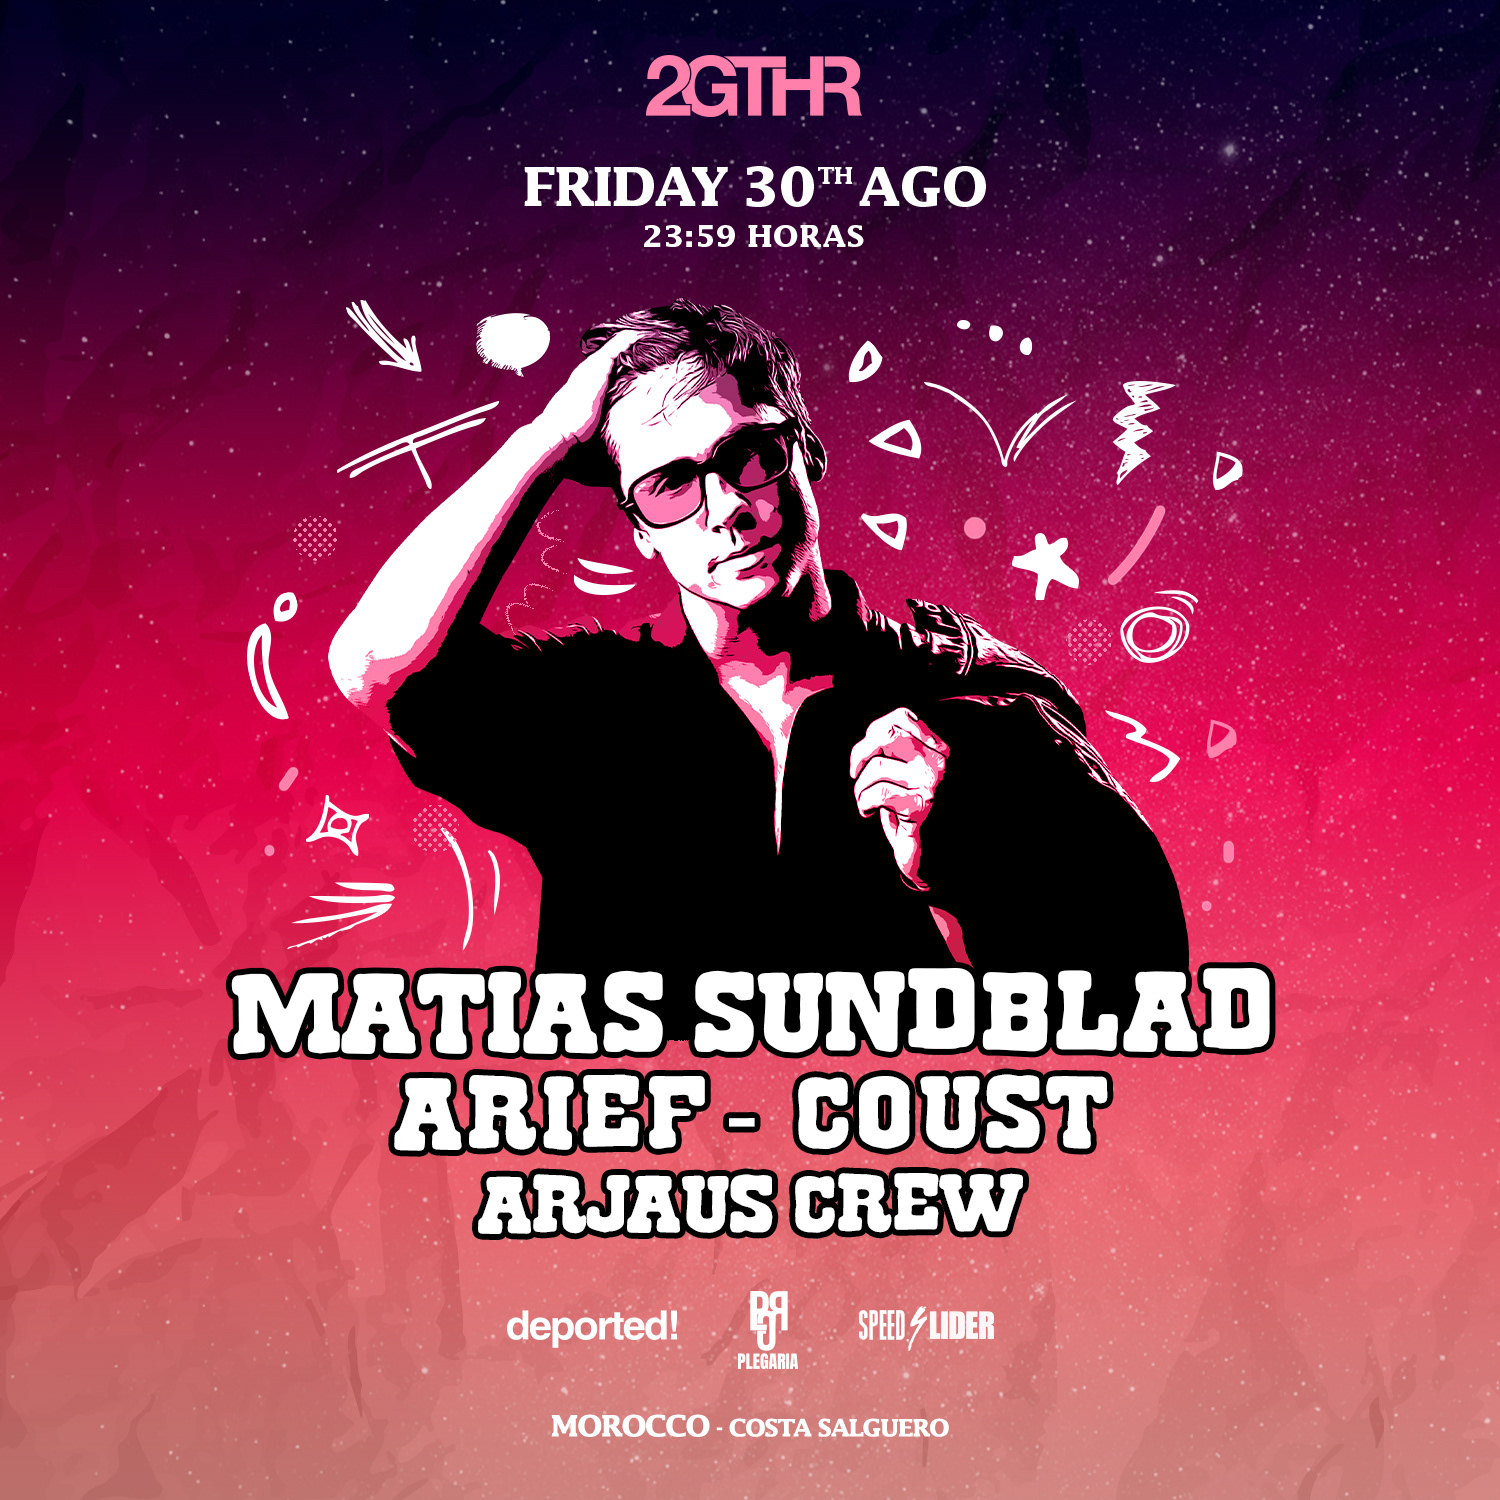 2GTHR
FRIDAY 30TH AGO
23:59 HORAS
MATIAS SUNDBLAD
ARIEF - COUST
ARJAUS CREW
deported!
PLEGARIA
SPEED LIDER
MOROCCO - COSTA SALGUERO